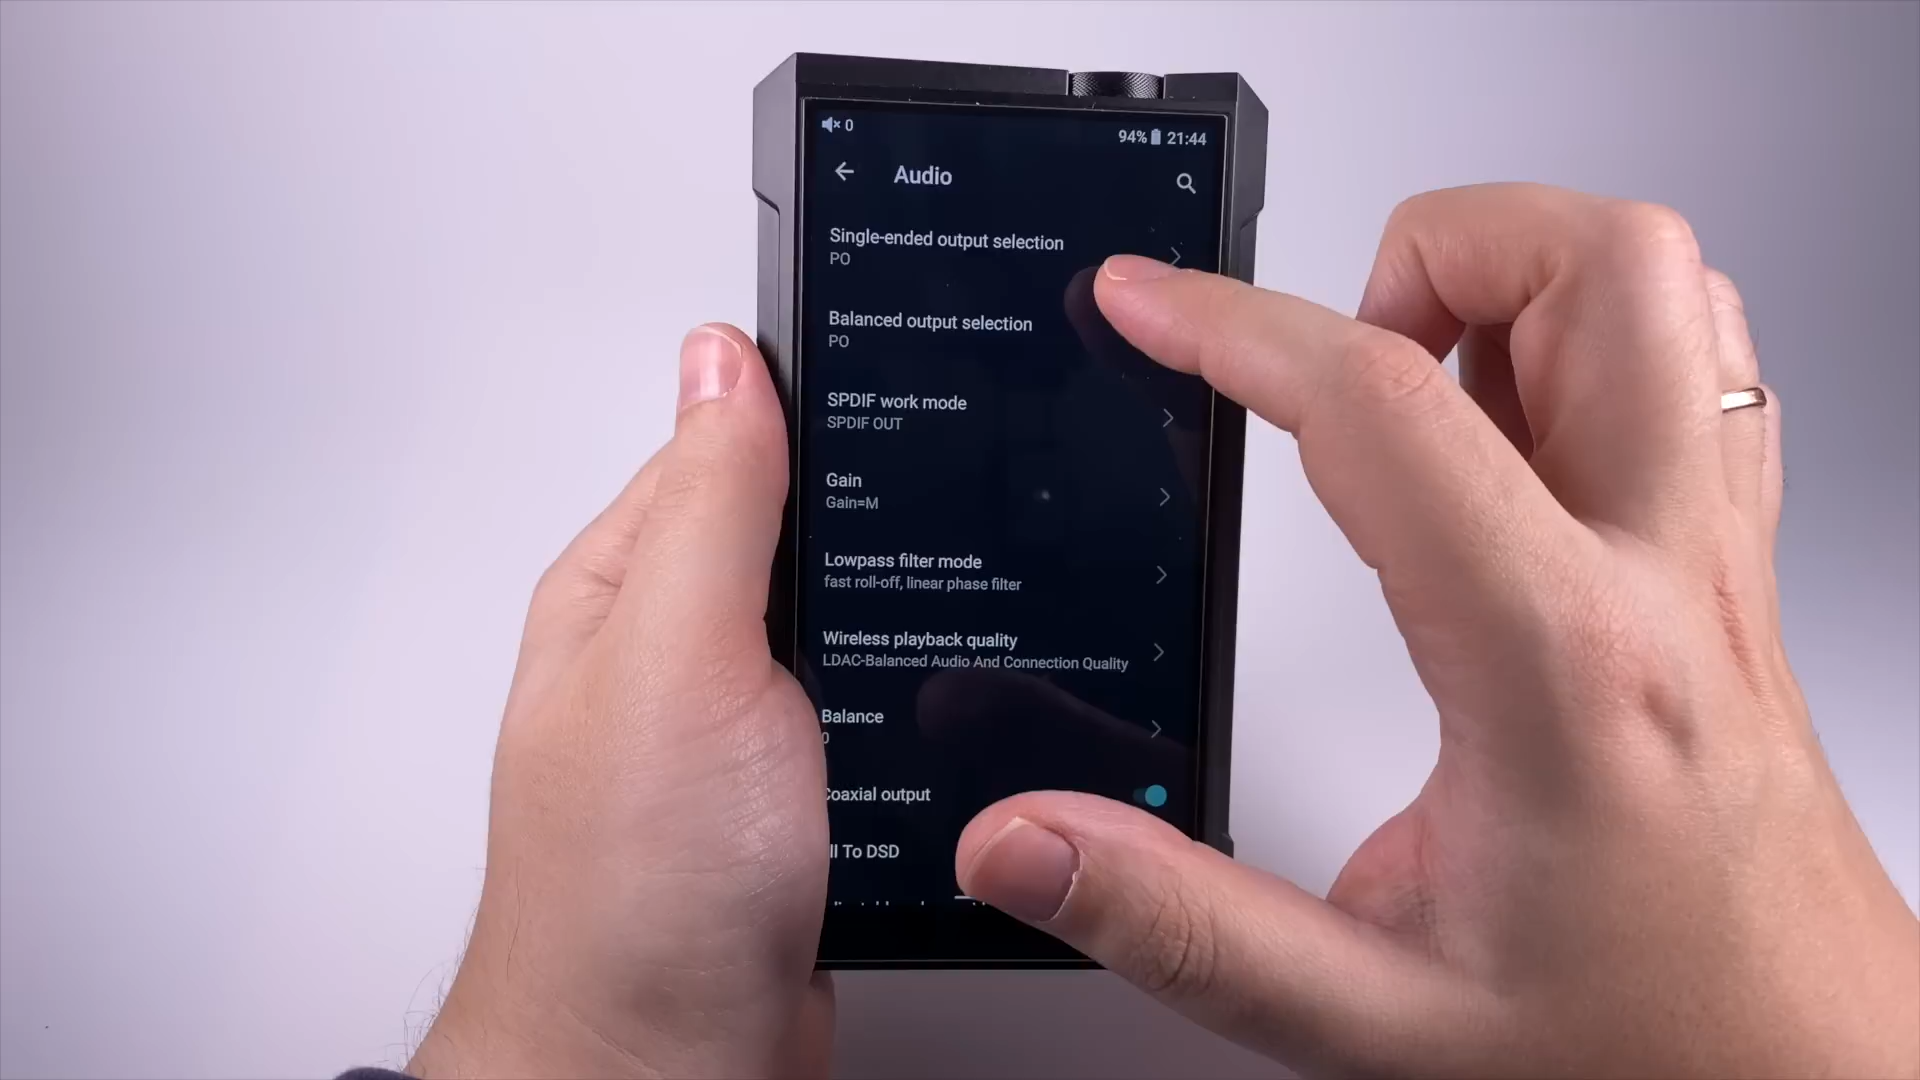 0
94% 21:44
Audio
Single-ended output selection
PO
Balanced output selection
PO
SPDIF work mode
SPDIF OUT
Gain
Gain=M
Lowpass filter mode
fast roll-off, linear phase filter
Wireless playback quality
LDAC-Balanced Audio And Connection Quality
Balance
0
Coaxial output
To DSD